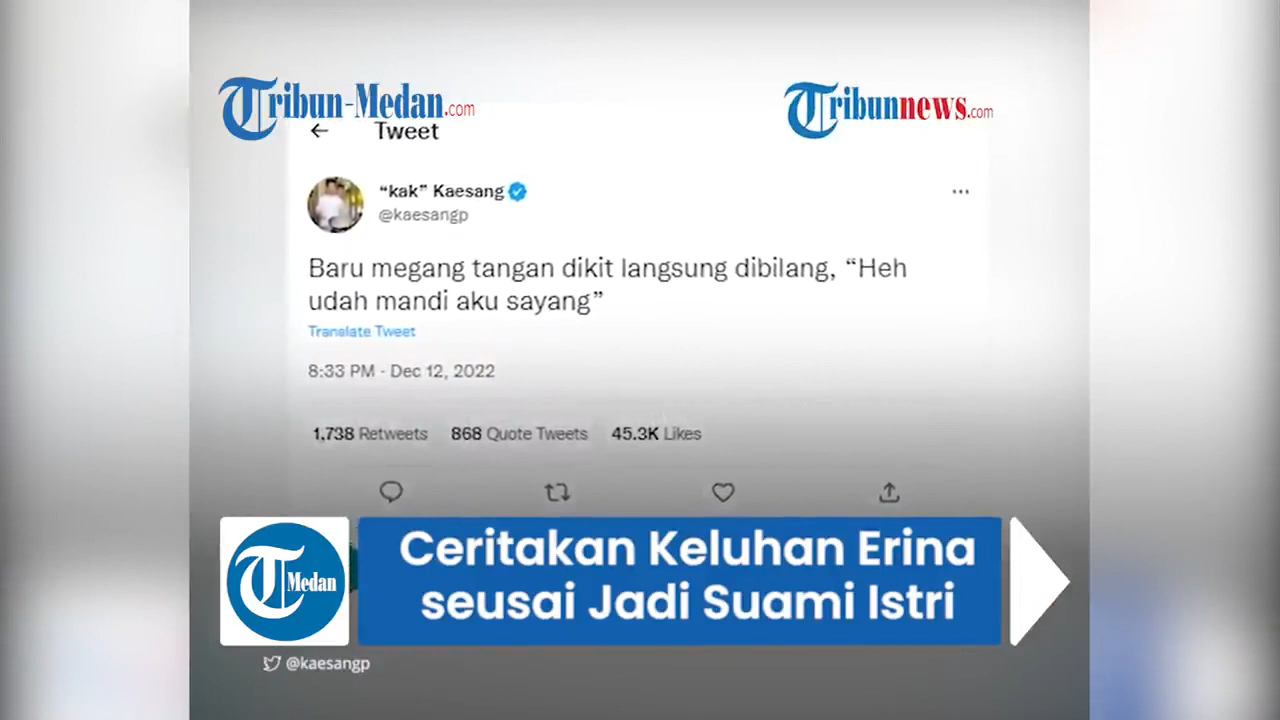 Tribun-Medan.com
Tribunnews.com
Tweet
“kak” Kaesang
@kaesangp
Baru megang tangan dikit langsung dibilang, “Heh
udah mandi aku sayang”
Translate Tweet
8:33 PM · Dec 12, 2022
1,738 Retweets 868 Quote Tweets 45.3K Likes
Ceritakan Keluhan Erina
seusai Jadi Suami Istri
T Medan
@kaesangp